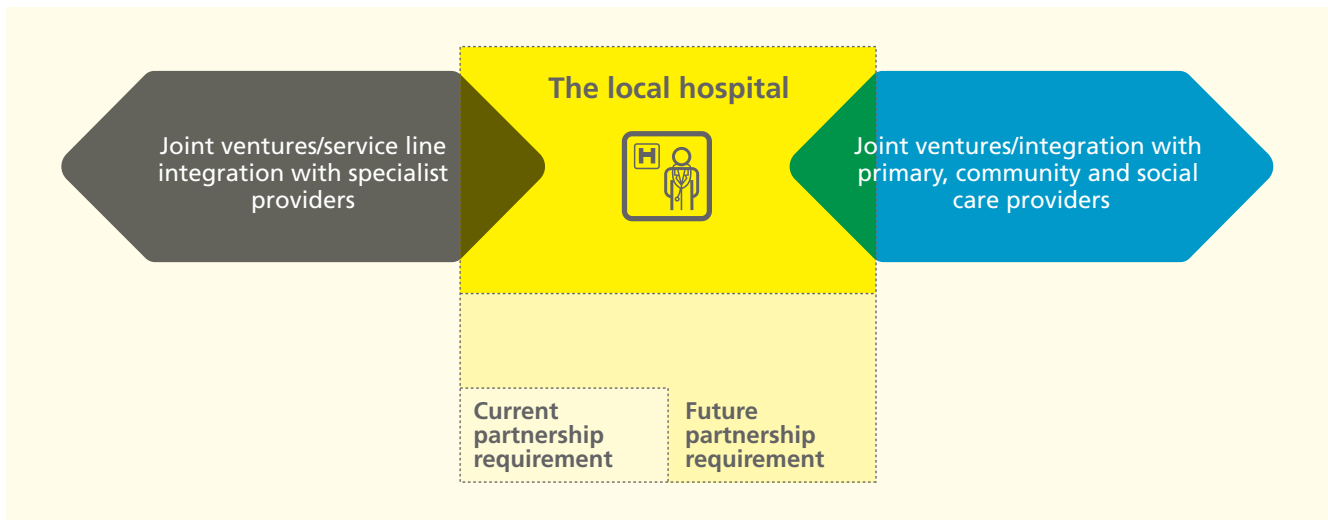 The local hospital
H
Joint ventures/service line
integration with specialist
providers
Joint ventures/integration with
primary, community and social
care providers
Current
partnership
requirement
Future
partnership
requirement